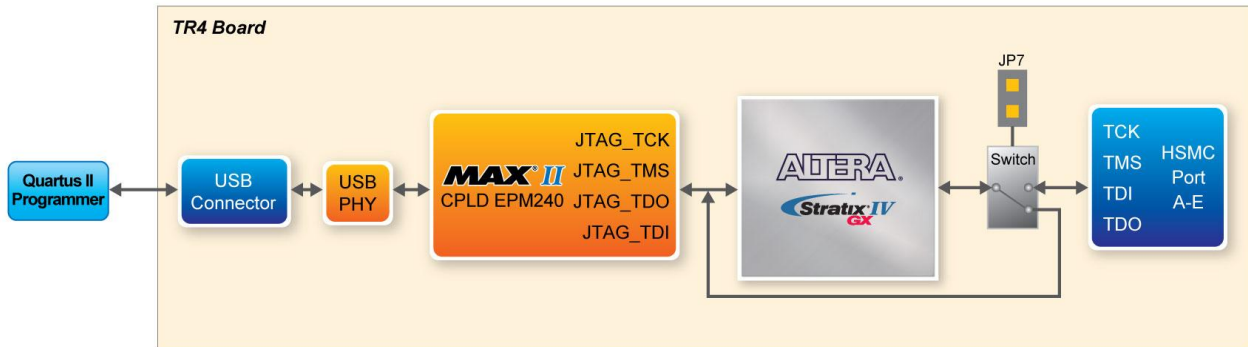 TR4 Board
Quartus II
Programmer
USB
Connector
USB
PHY
MAX® II
CPLD EPM240
JTAG_TCK
JTAG_TMS
JTAG_TDO
JTAG_TDI
ALTERA®
Stratix® IV
GX
JP7
Switch
TCK
TMS
TDI
TDO
HSMC
Port
A-E